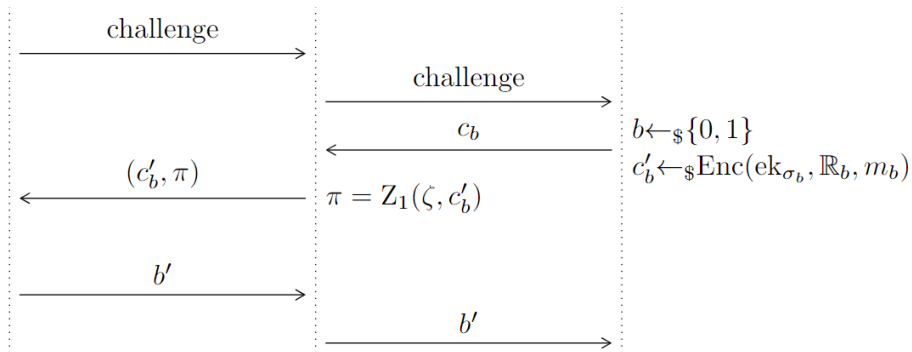 challenge
challenge
c_b
b←_$ {0, 1}
(c′_b, π)
c′_b ←_$ Enc(ek_{σ_b}, ℝ_b, m_b)
π = Z_1(ζ, c′_b)
b′
b′